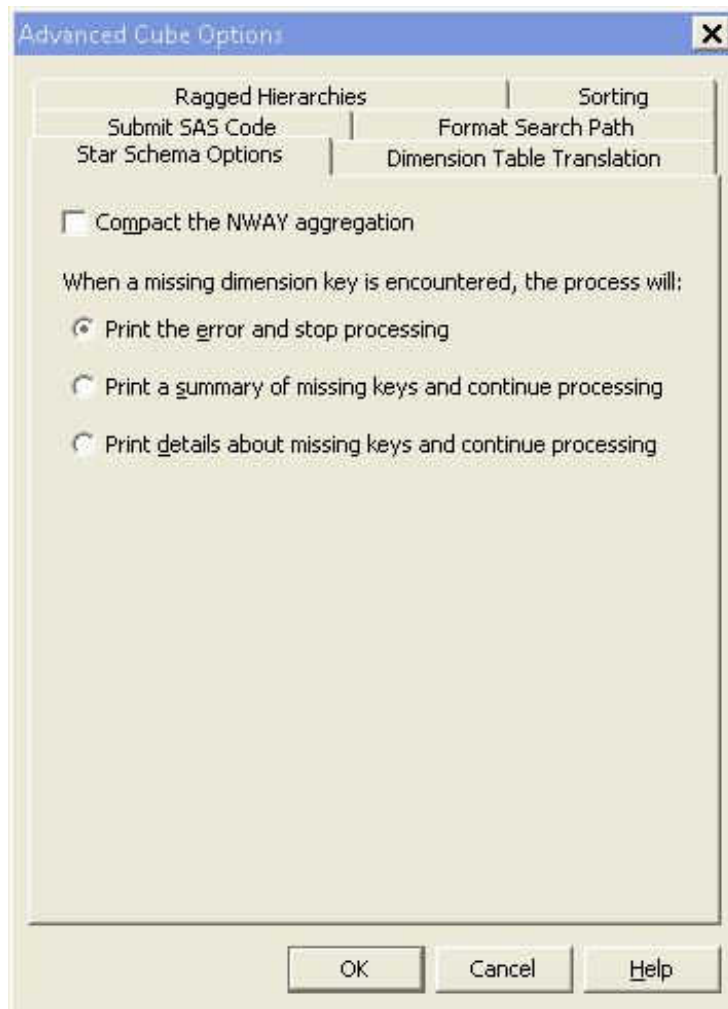 Advanced Cube Options
Ragged Hierarchies Sorting
Submit SAS Code Format Search Path
Star Schema Options Dimension Table Translation
Compact the NWAY aggregation
When a missing dimension key is encountered, the process will:
Print the error and stop processing
Print a summary of missing keys and continue processing
Print details about missing keys and continue processing
OK Cancel Help